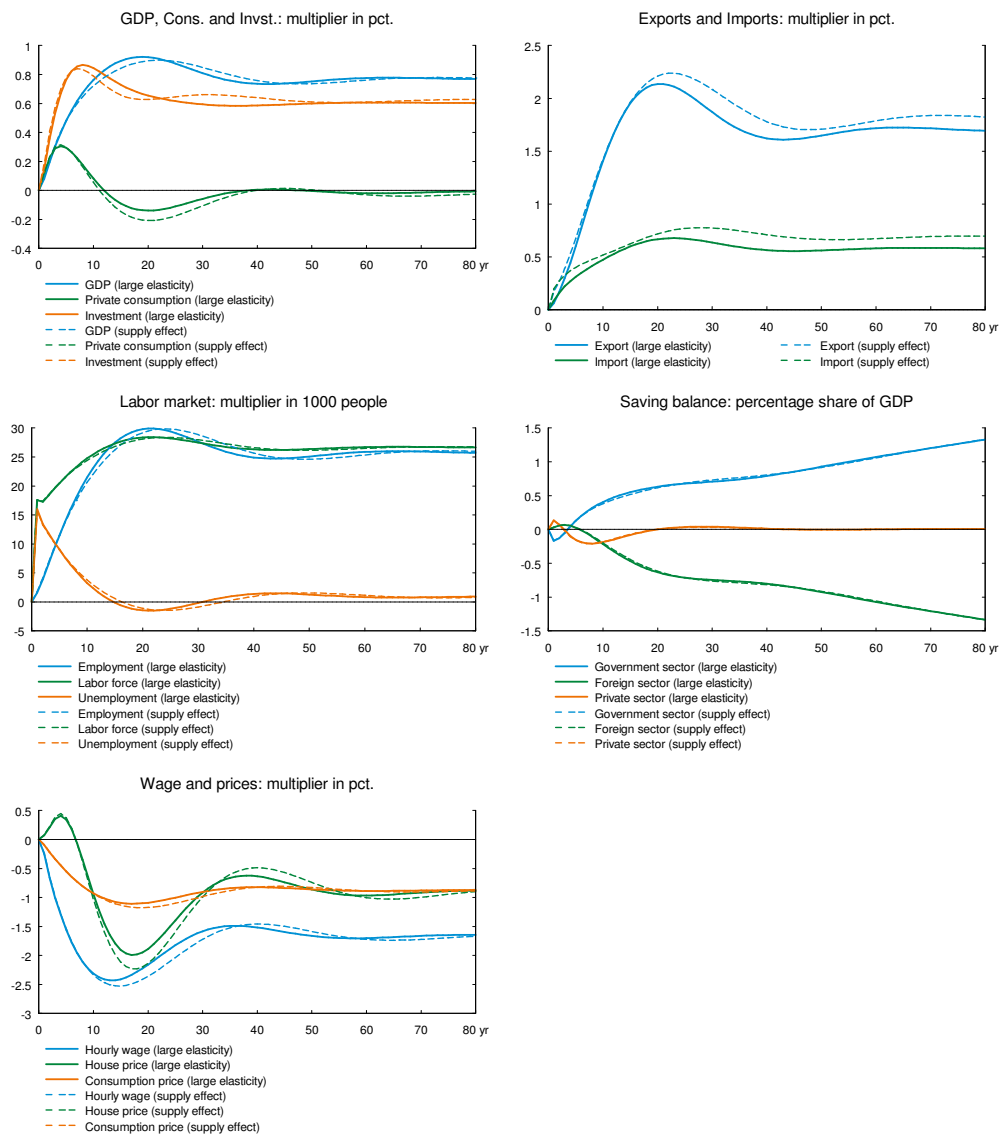 GDP, Cons. and Invst.: multiplier in pct.
1
0.8
0.6
0.4
0.2
0
-0.2
-0.4
0 10 20 30 40 50 60 70 80 yr
GDP (large elasticity)
Private consumption (large elasticity)
Investment (large elasticity)
GDP (supply effect)
Private consumption (supply effect)
Investment (supply effect)
Exports and Imports: multiplier in pct.
2.5
2
1.5
1
0.5
0
0 10 20 30 40 50 60 70 80 yr
Export (large elasticity) Export (supply effect)
Import (large elasticity) Import (supply effect)
Labor market: multiplier in 1000 people
30
25
20
15
10
5
0
-5
0 10 20 30 40 50 60 70 80 yr
Employment (large elasticity)
Labor force (large elasticity)
Unemployment (large elasticity)
Employment (supply effect)
Labor force (supply effect)
Unemployment (supply effect)
Saving balance: percentage share of GDP
1.5
1
0.5
0
-0.5
-1
-1.5
0 10 20 30 40 50 60 70 80 yr
Government sector (large elasticity)
Foreign sector (large elasticity)
Private sector (large elasticity)
Government sector (supply effect)
Foreign sector (supply effect)
Private sector (supply effect)
Wage and prices: multiplier in pct.
0.5
0
-0.5
-1
-1.5
-2
-2.5
-3
0 10 20 30 40 50 60 70 80 yr
Hourly wage (large elasticity)
House price (large elasticity)
Consumption price (large elasticity)
Hourly wage (supply effect)
House price (supply effect)
Consumption price (supply effect)